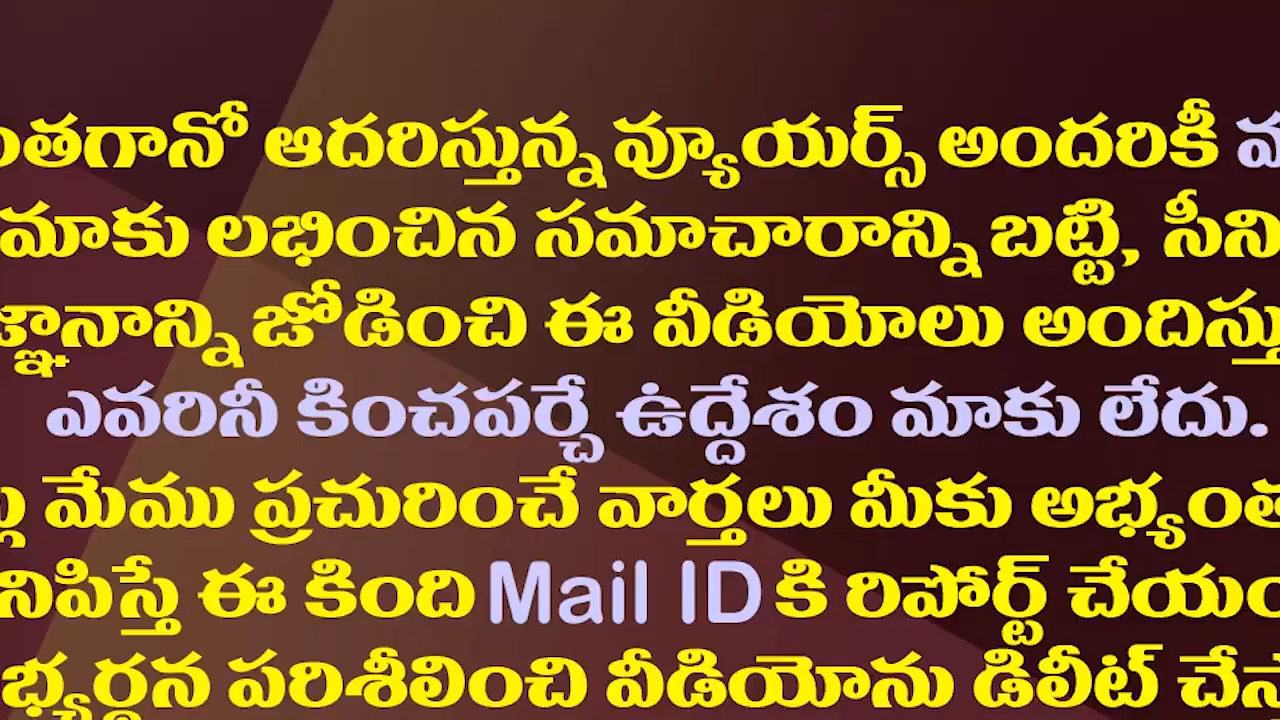 ంతగానో ఆదరిస్తున్న వ్యూయర్స్ అందరికీ
మాకు లభించిన సమాచారాన్ని బట్టి, సీని
జ్ఞానాన్ని జోడించి ఈ వీడియోలు అందిస్తు
ఎవరినీ కించపర్చే ఉద్దేశం మాకు లేదు.
మేము ప్రచురించే వార్తలు మీకు అభ్యంత
నిపిస్తే ఈ కింది Mail ID కి రిపోర్ట్ చేయం
భ్యర్థన పరిశీలించి వీడియోను డిలీట్ చేస